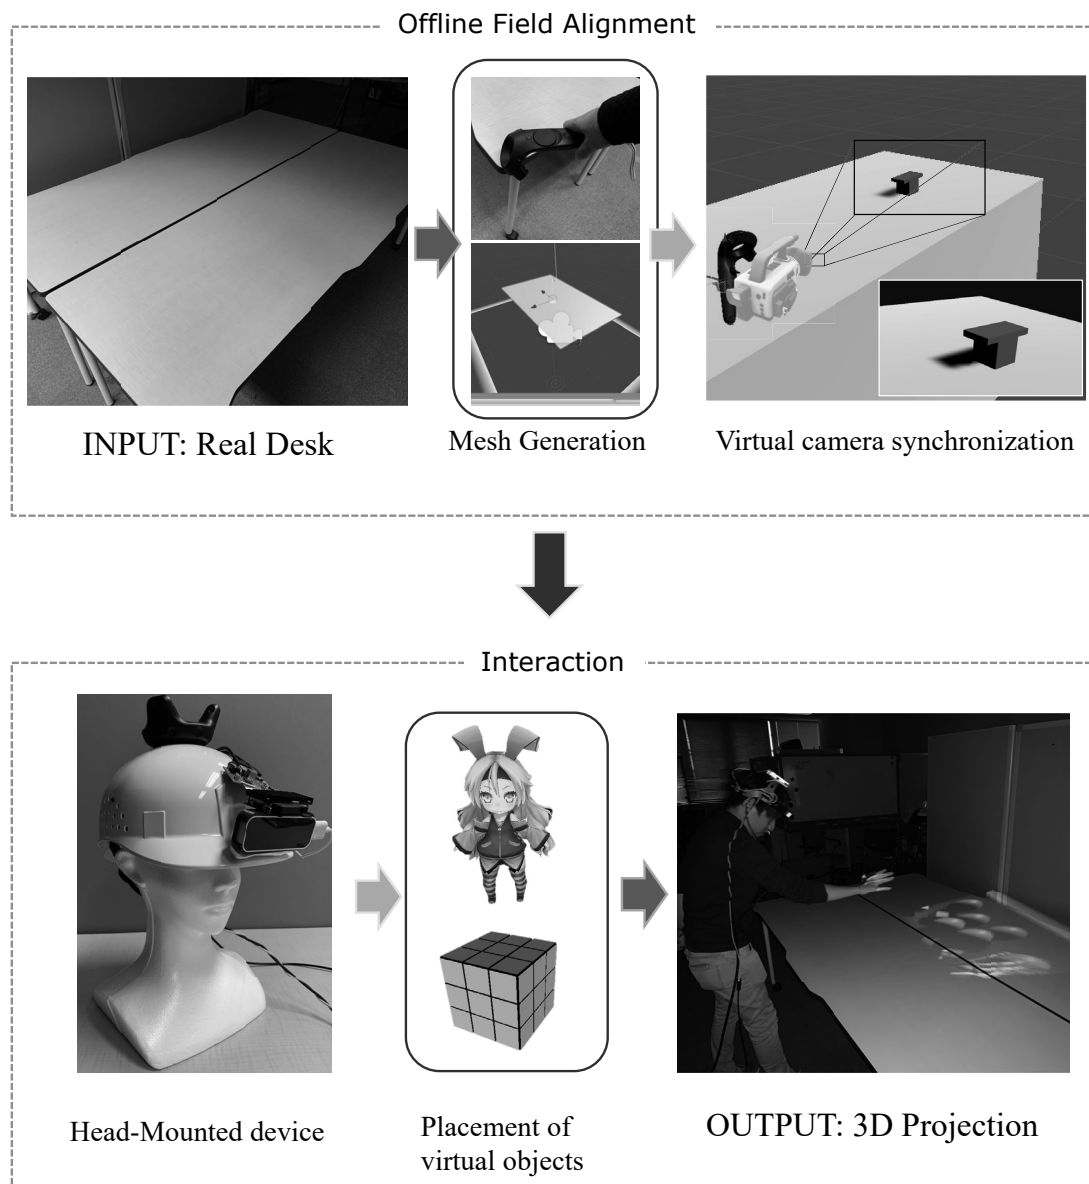 Offline Field Alignment
INPUT: Real Desk
Mesh Generation
Virtual camera synchronization
Interaction
Head-Mounted device
Placement of
virtual objects
OUTPUT: 3D Projection